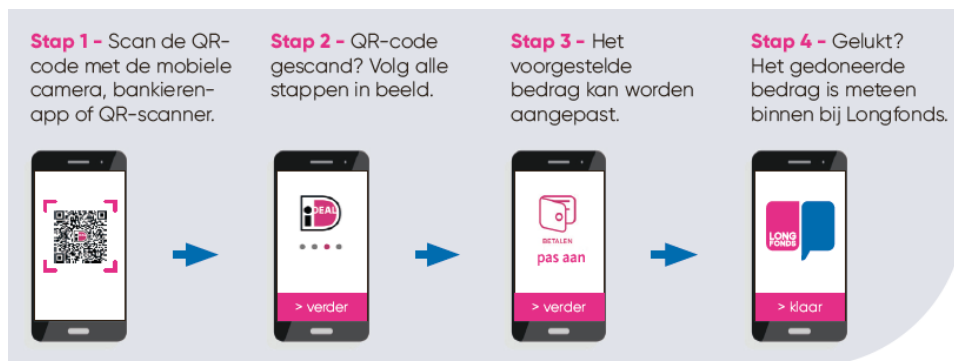 Stap 1 - Scan de QR-
code met de mobiele
camera, bankieren-
app of QR-scanner.
Stap 2 - QR-code
gescand? Volg alle
stappen in beeld.
Stap 3 - Het
voorgestelde
bedrag kan worden
aangepast.
Stap 4 - Gelukt?
Het gedoneerde
bedrag is meteen
binnen bij Longfonds.
iDEAL
> verder
BETALEN
pas aan
> verder
LONG
FONDS
> klaar